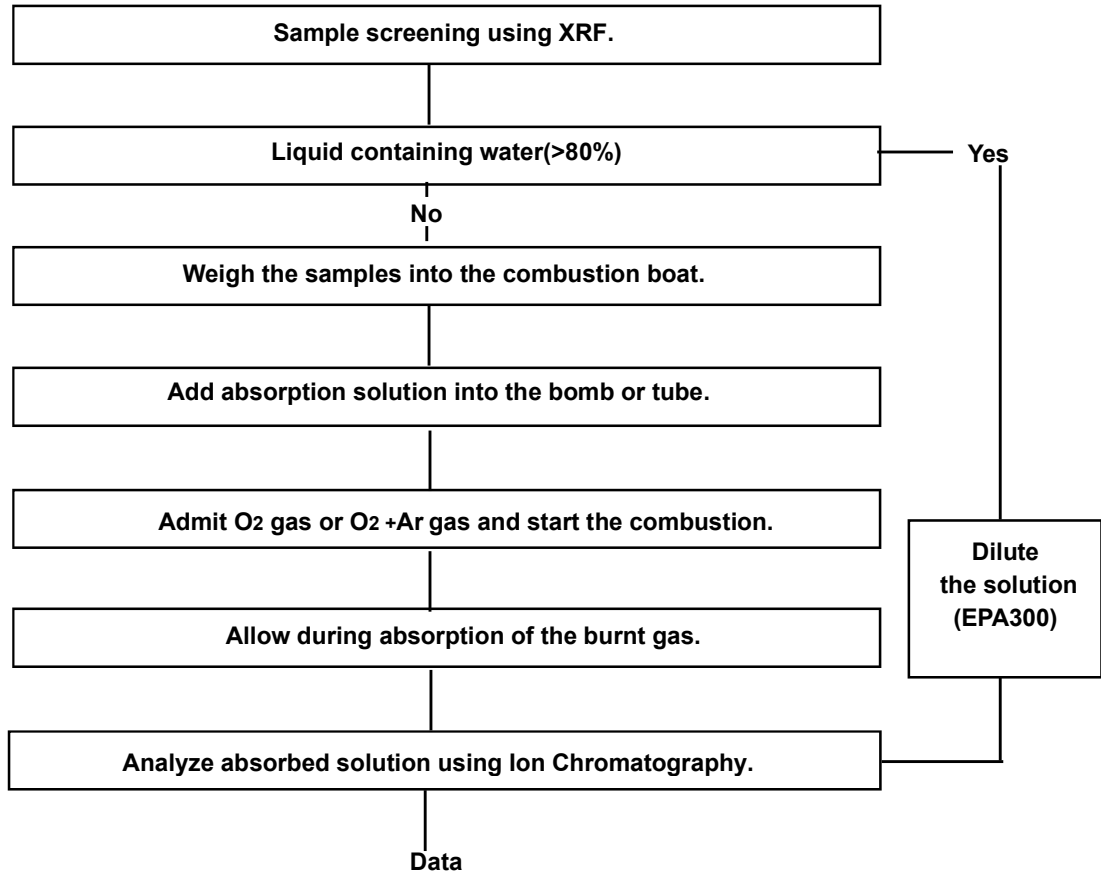 Sample screening using XRF.
Liquid containing water(>80%)
Yes
No
Weigh the samples into the combustion boat.
Add absorption solution into the bomb or tube.
Admit O2 gas or O2 +Ar gas and start the combustion.
Dilute
the solution
(EPA300)
Allow during absorption of the burnt gas.
Analyze absorbed solution using Ion Chromatography.
Data